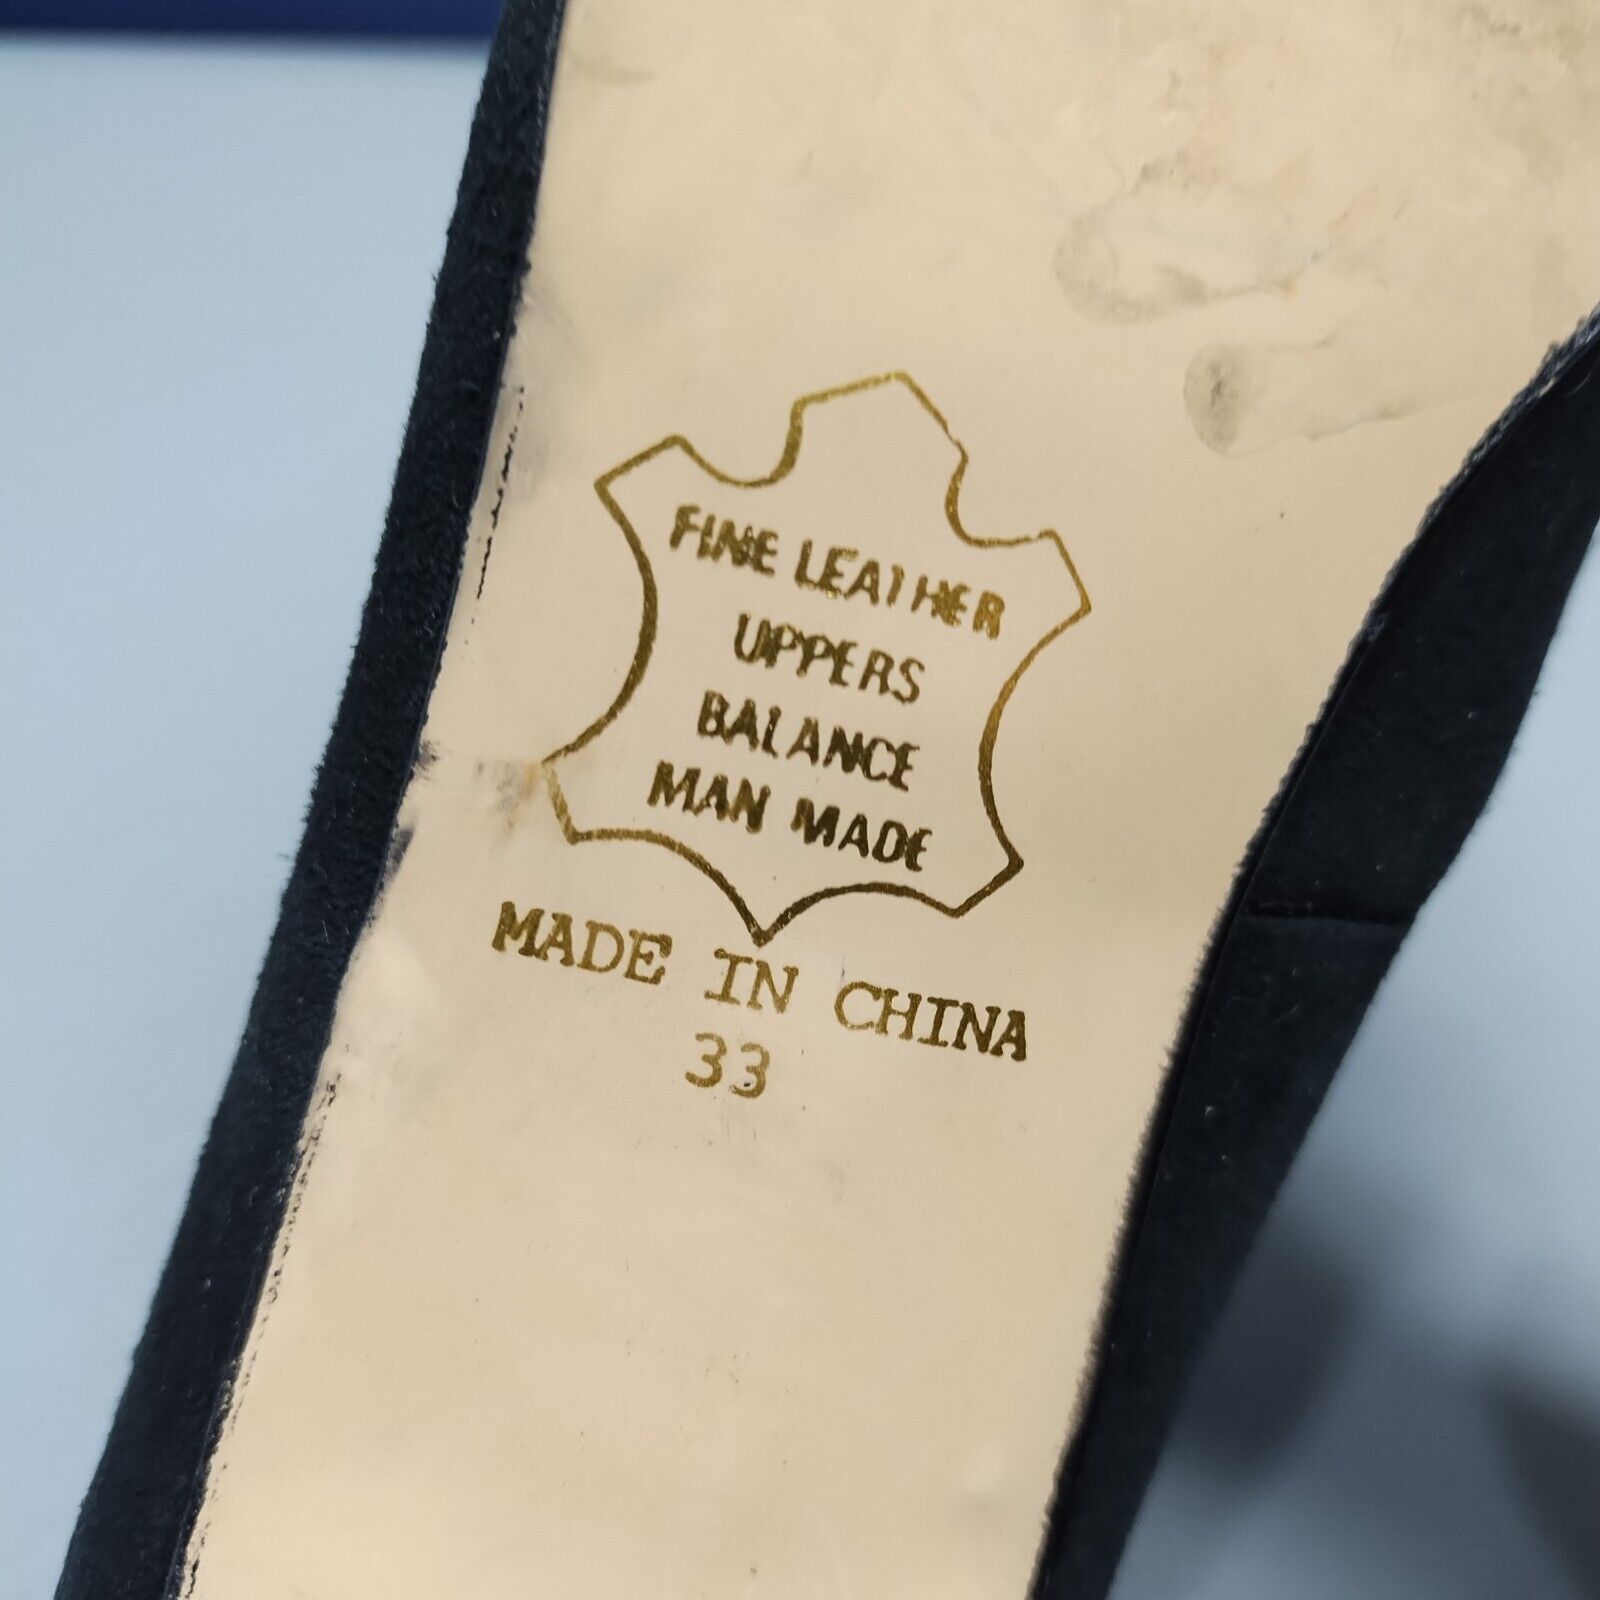 FINE LEATHER
UPPERS
BALANCE
MAN MADE
MADE IN CHINA
33